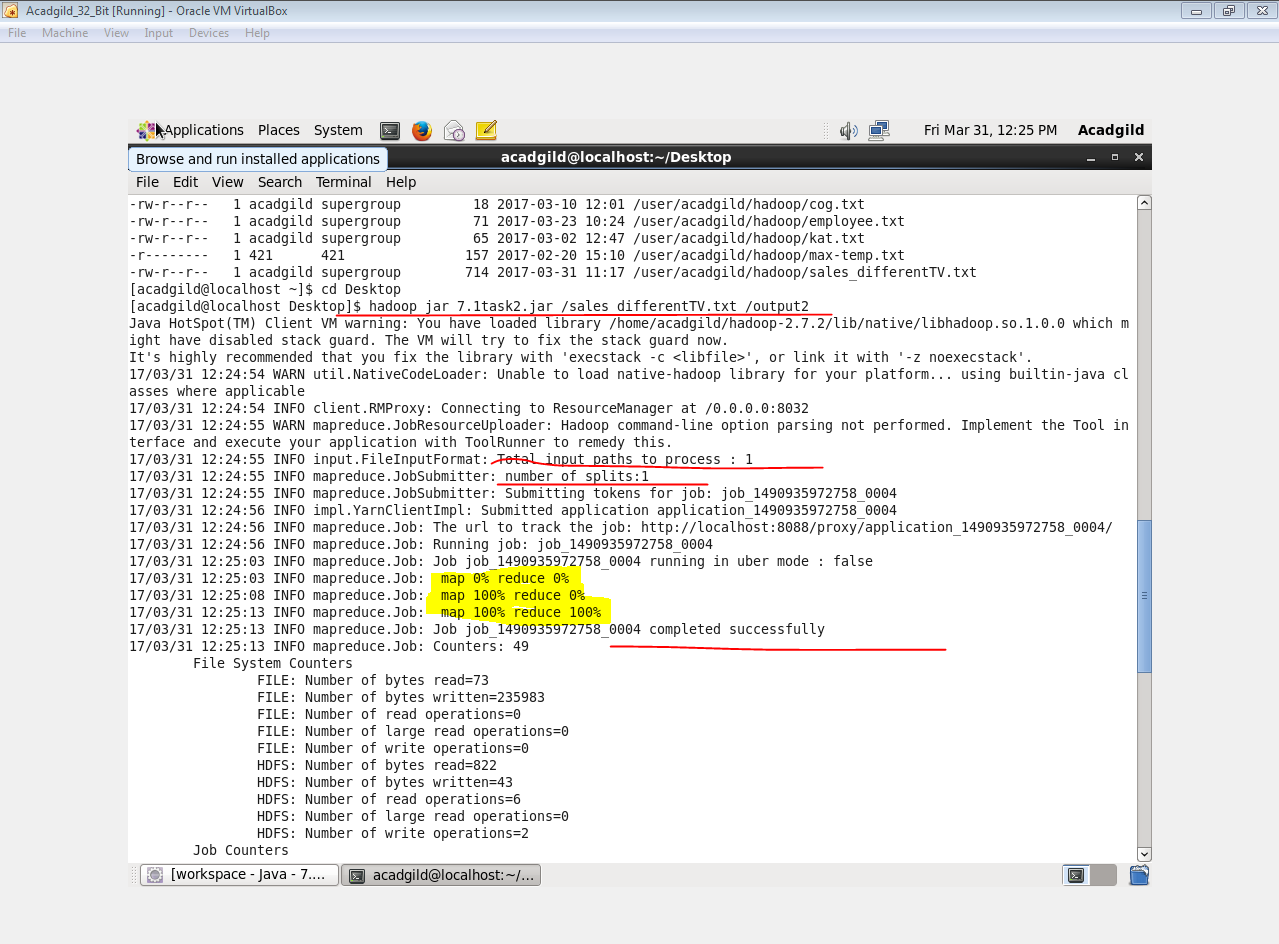 Acadgild_32_Bit [Running] - Oracle VM VirtualBox
File Machine View Input Devices Help
Applications Places System Fri Mar 31, 12:25 PM Acadgild
Browse and run installed applications acadgild@localhost:~/Desktop
File Edit View Search Terminal Help
-rw-r--r--   1 acadgild supergroup         18 2017-03-10 12:01 /user/acadgild/hadoop/cog.txt
-rw-r--r--   1 acadgild supergroup         71 2017-03-23 10:24 /user/acadgild/hadoop/employee.txt
-rw-r--r--   1 acadgild supergroup         65 2017-03-02 12:47 /user/acadgild/hadoop/kat.txt
-r--------   1 421      421               157 2017-02-20 15:10 /user/acadgild/hadoop/max-temp.txt
-rw-r--r--   1 acadgild supergroup        714 2017-03-31 11:17 /user/acadgild/hadoop/sales_differentTV.txt
[acadgild@localhost ~]$ cd Desktop
[acadgild@localhost Desktop]$ hadoop jar 7.1task2.jar /sales_differentTV.txt /output2
Java HotSpot(TM) Client VM warning: You have loaded library /home/acadgild/hadoop-2.7.2/lib/native/libhadoop.so.1.0.0 which m
ight have disabled stack guard. The VM will try to fix the stack guard now.
It's highly recommended that you fix the library with 'execstack -c <libfile>', or link it with '-z noexecstack'.
17/03/31 12:24:54 WARN util.NativeCodeLoader: Unable to load native-hadoop library for your platform... using builtin-java cl
asses where applicable
17/03/31 12:24:54 INFO client.RMProxy: Connecting to ResourceManager at /0.0.0.0:8032
17/03/31 12:24:55 WARN mapreduce.JobResourceUploader: Hadoop command-line option parsing not performed. Implement the Tool in
terface and execute your application with ToolRunner to remedy this.
17/03/31 12:24:55 INFO input.FileInputFormat: Total input paths to process : 1
17/03/31 12:24:55 INFO mapreduce.JobSubmitter: number of splits:1
17/03/31 12:24:55 INFO mapreduce.JobSubmitter: Submitting tokens for job: job_1490935972758_0004
17/03/31 12:24:56 INFO impl.YarnClientImpl: Submitted application application_1490935972758_0004
17/03/31 12:24:56 INFO mapreduce.Job: The url to track the job: http://localhost:8088/proxy/application_1490935972758_0004/
17/03/31 12:24:56 INFO mapreduce.Job: Running job: job_1490935972758_0004
17/03/31 12:25:03 INFO mapreduce.Job: Job job_1490935972758_0004 running in uber mode : false
17/03/31 12:25:03 INFO mapreduce.Job:  map 0% reduce 0%
17/03/31 12:25:08 INFO mapreduce.Job:  map 100% reduce 0%
17/03/31 12:25:13 INFO mapreduce.Job:  map 100% reduce 100%
17/03/31 12:25:13 INFO mapreduce.Job: Job job_1490935972758_0004 completed successfully
17/03/31 12:25:13 INFO mapreduce.Job: Counters: 49
File System Counters
FILE: Number of bytes read=73
FILE: Number of bytes written=235983
FILE: Number of read operations=0
FILE: Number of large read operations=0
FILE: Number of write operations=0
HDFS: Number of bytes read=822
HDFS: Number of bytes written=43
HDFS: Number of read operations=6
HDFS: Number of large read operations=0
HDFS: Number of write operations=2
Job Counters
[workspace - Java - 7.... acadgild@localhost:~/...